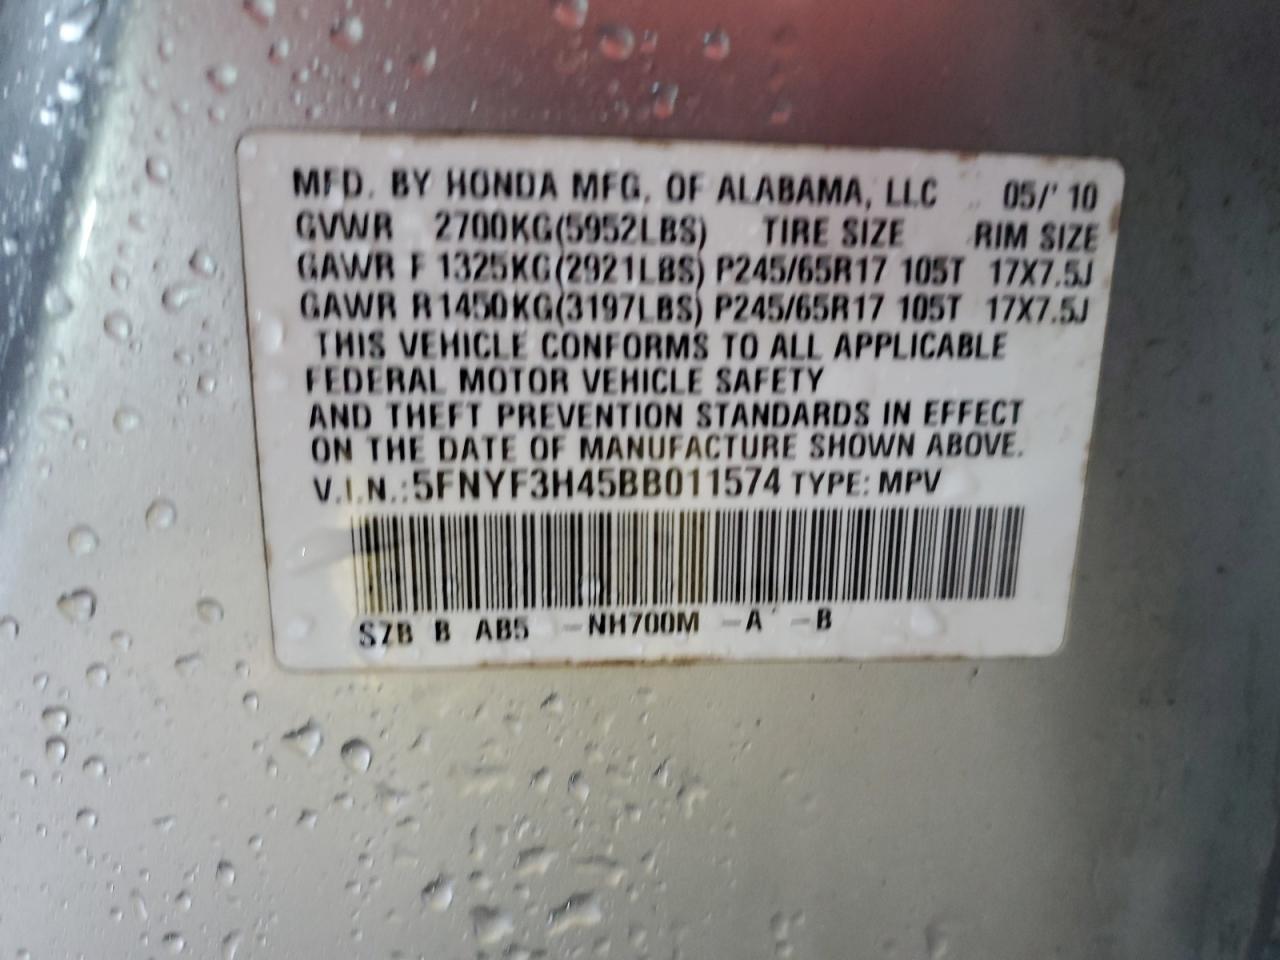 MFD. BY HONDA MFG. OF ALABAMA, LLC 05/' 10
GVWR 2700KG(5952LBS) TIRE SIZE RIM SIZE
GAWR F 1325KG(2921LBS) P245/65R17 105T 17X7.5J
GAWR R1450KG(3197LBS) P245/65R17 105T 17X7.5J
THIS VEHICLE CONFORMS TO ALL APPLICABLE
FEDERAL MOTOR VEHICLE SAFETY
AND THEFT PREVENTION STANDARDS IN EFFECT
ON THE DATE OF MANUFACTURE SHOWN ABOVE.
V.I.N.:5FNYF3H45BB011574 TYPE: MPV
SZB B AB5 -NH700M -A -B